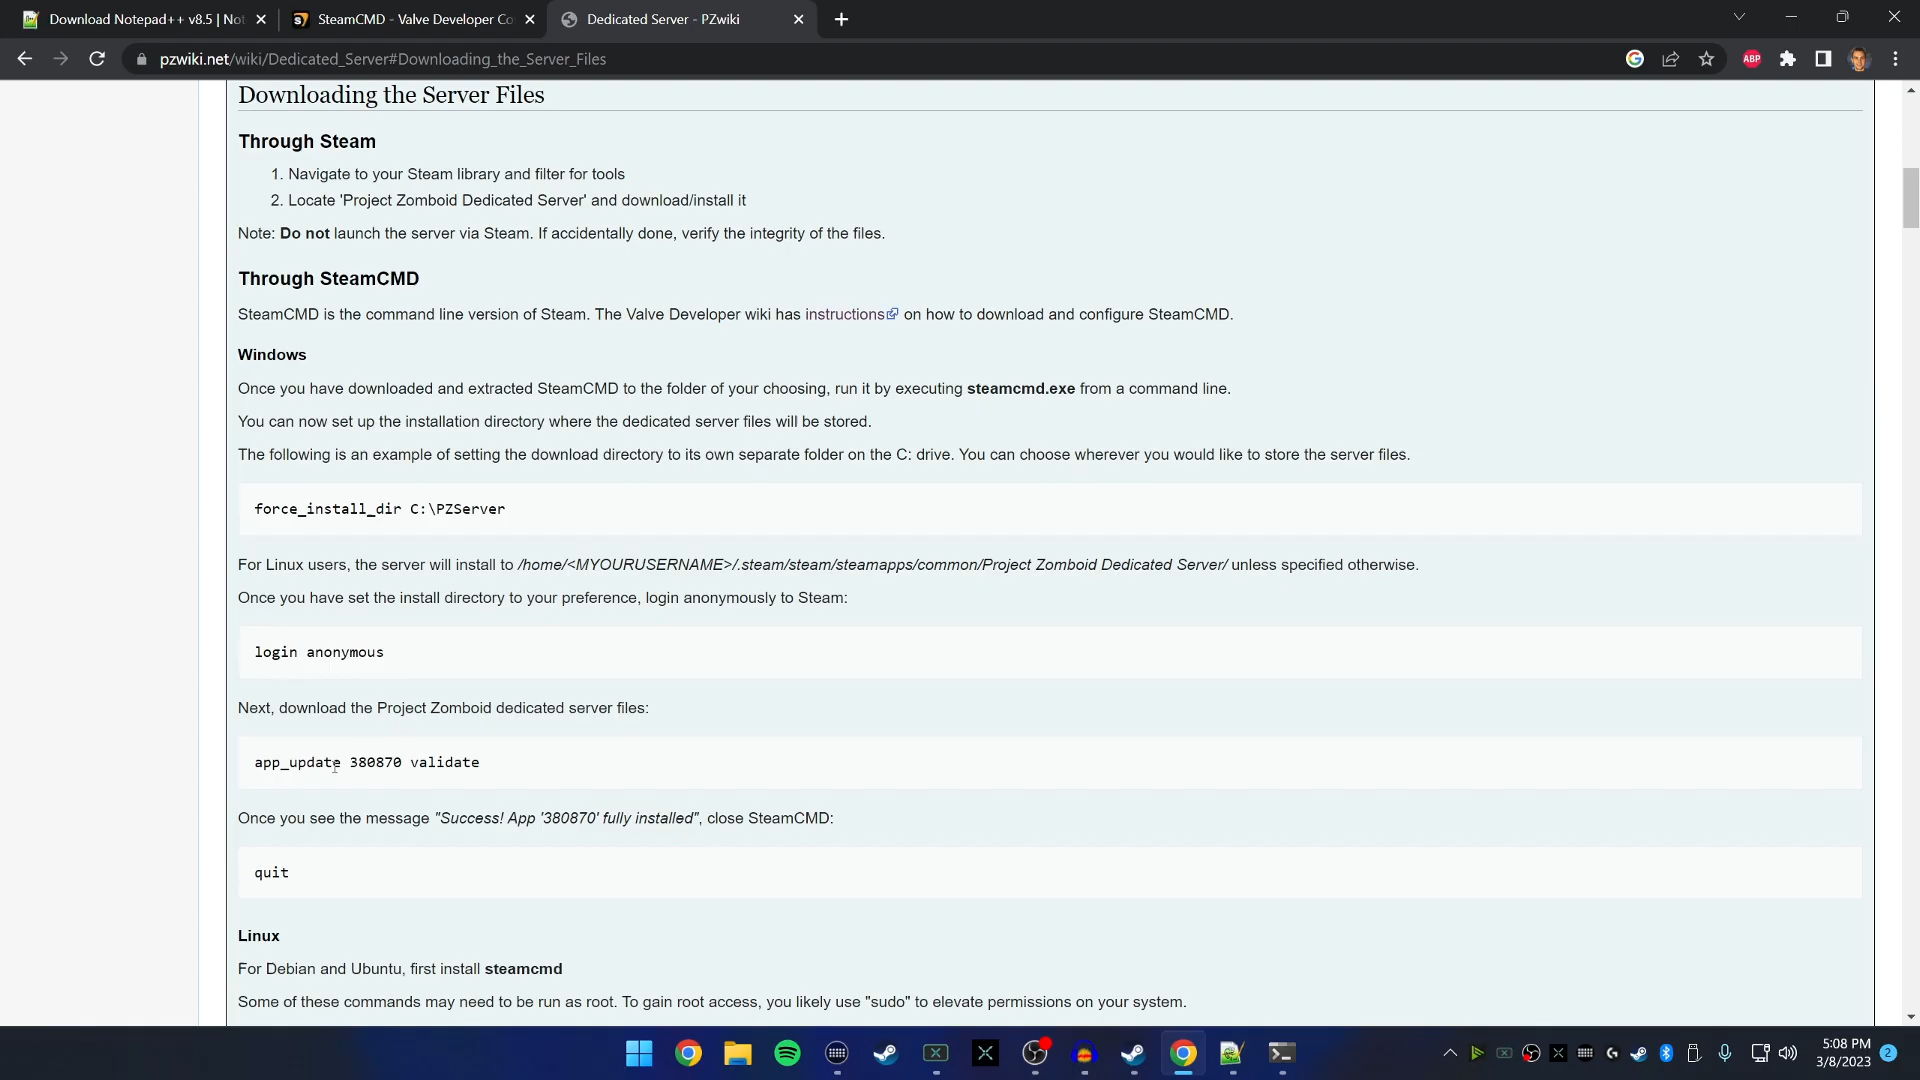 Download Notepad++ v8.5 | Not
SteamCMD - Valve Developer Co
Dedicated Server - PZwiki
pzwiki.net/wiki/Dedicated_Server#Downloading_the_Server_Files
ABP
Downloading the Server Files
Through Steam
1. Navigate to your Steam library and filter for tools
2. Locate 'Project Zomboid Dedicated Server' and download/install it
Note: Do not launch the server via Steam. If accidentally done, verify the integrity of the files.
Through SteamCMD
SteamCMD is the command line version of Steam. The Valve Developer wiki has instructions on how to download and configure SteamCMD.
Windows
Once you have downloaded and extracted SteamCMD to the folder of your choosing, run it by executing steamcmd.exe from a command line.
You can now set up the installation directory where the dedicated server files will be stored.
The following is an example of setting the download directory to its own separate folder on the C: drive. You can choose wherever you would like to store the server files.
force_install_dir C:\PZServer
For Linux users, the server will install to /home/<MYOURUSERNAME>/.steam/steam/steamapps/common/Project Zomboid Dedicated Server/ unless specified otherwise.
Once you have set the install directory to your preference, login anonymously to Steam:
login anonymous
Next, download the Project Zomboid dedicated server files:
app_update 380870 validate
Once you see the message "Success! App '380870' fully installed", close SteamCMD:
quit
Linux
For Debian and Ubuntu, first install steamcmd
Some of these commands may need to be run as root. To gain root access, you likely use "sudo" to elevate permissions on your system.
5:08 PM
3/8/2023
2